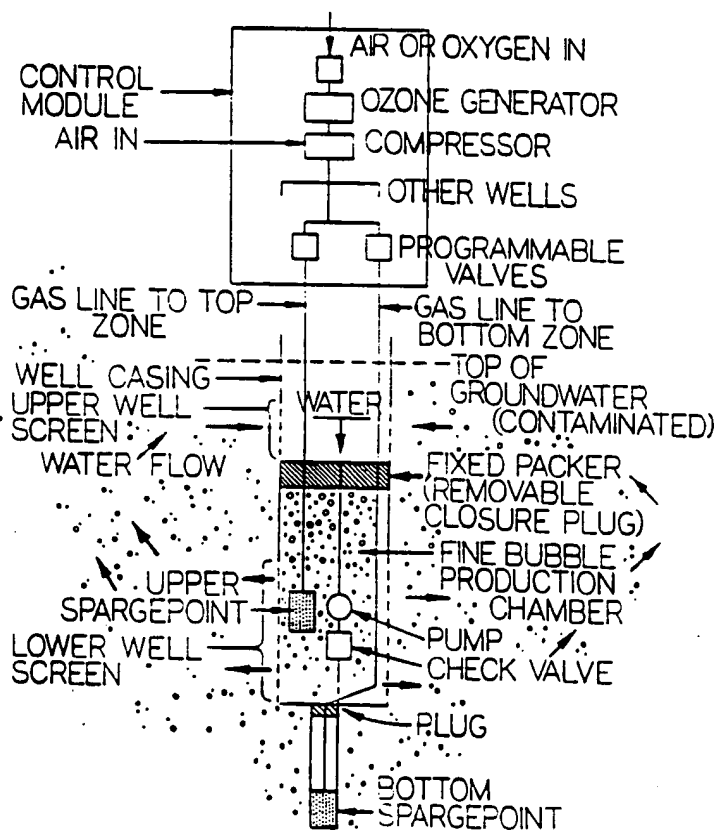 AIR OR OXYGEN IN
CONTROL
MODULE
OZONE GENERATOR
AIR IN
COMPRESSOR
OTHER WELLS
PROGRAMMABLE
VALVES
GAS LINE TO TOP
ZONE
GAS LINE TO
BOTTOM ZONE
WELL CASING
TOP OF
GROUNDWATER
(CONTAMINATED)
UPPER WELL
SCREEN
WATER
WATER FLOW
FIXED PACKER
(REMOVABLE
CLOSURE PLUG)
FINE BUBBLE
PRODUCTION
CHAMBER
UPPER
SPARGEPOINT
PUMP
LOWER WELL
SCREEN
CHECK VALVE
PLUG
BOTTOM
SPARGEPOINT